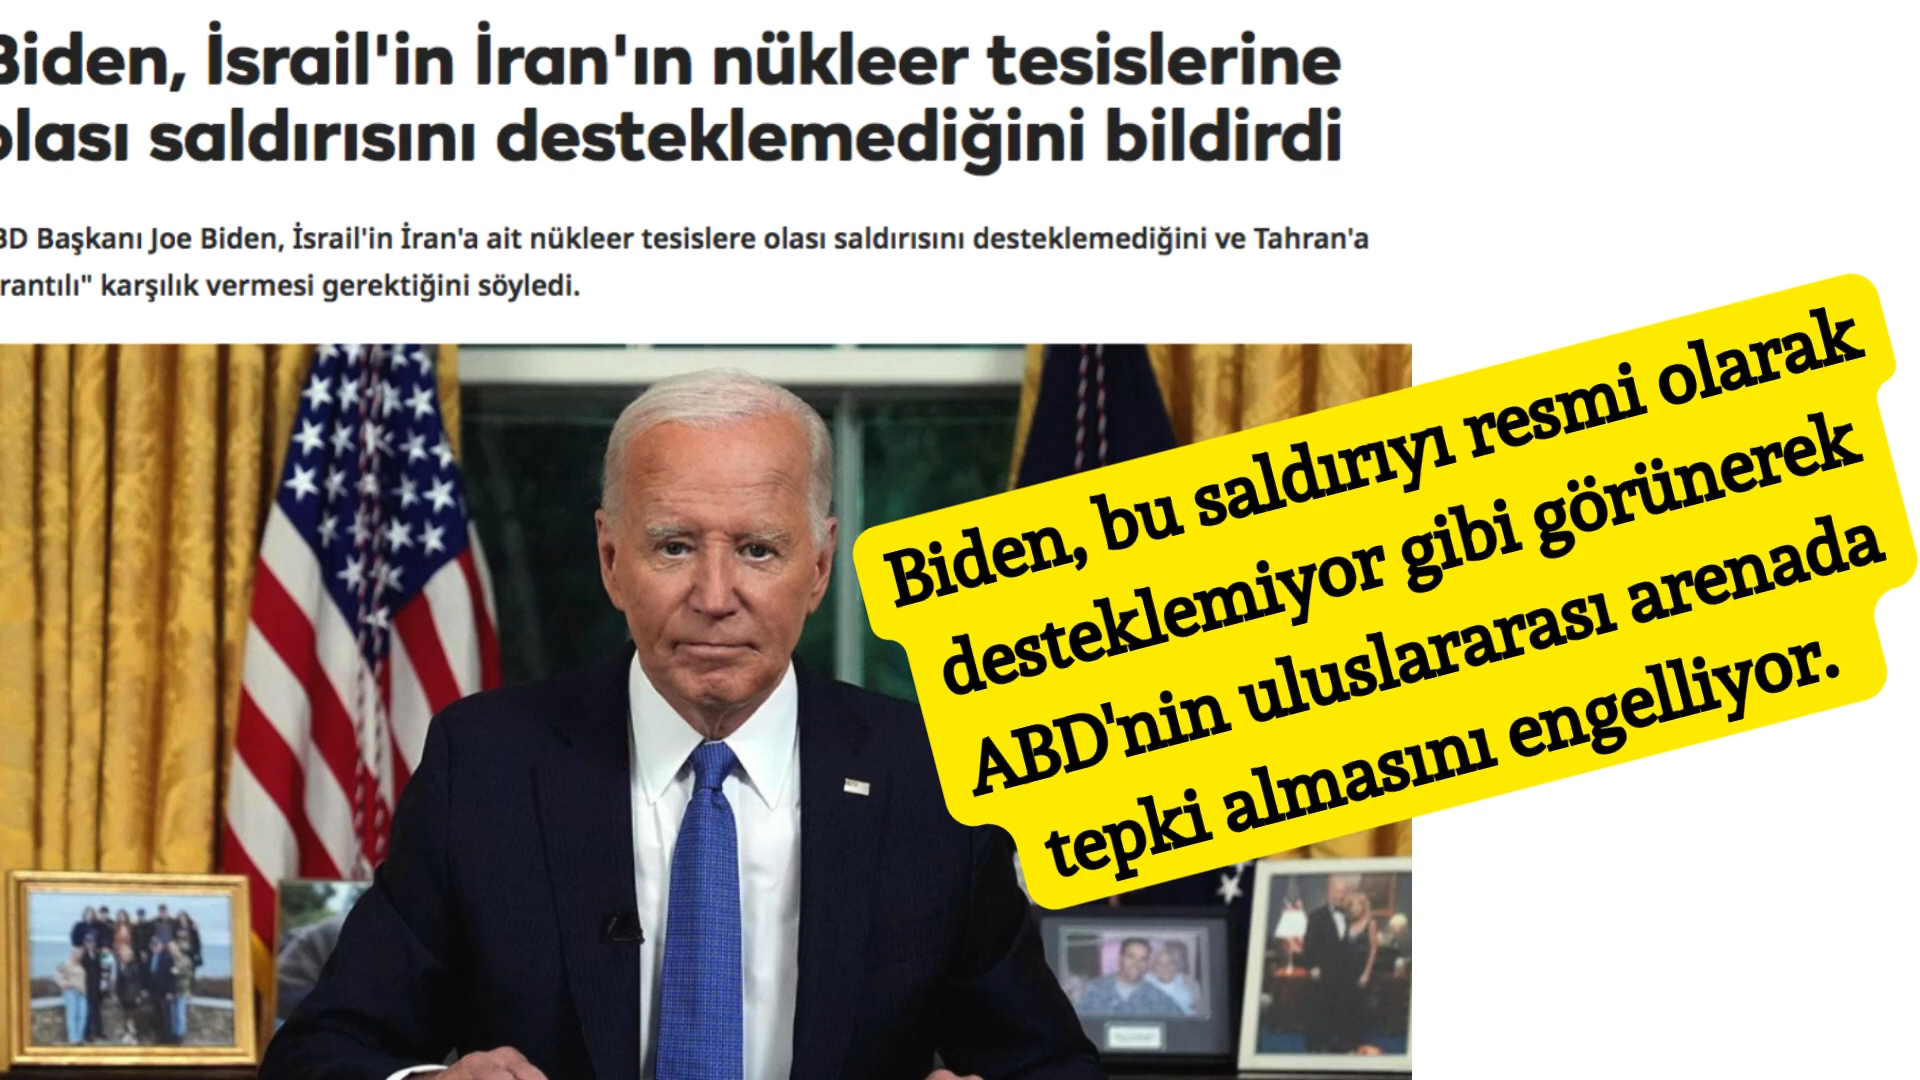 Biden, İsrail'in İran'ın nükleer tesislerine
olası saldırısını desteklemediğini bildirdi
BD Başkanı Joe Biden, İsrail'in İran'a ait nükleer tesislere olası saldırısını desteklemediğini ve Tahran'a
rantılı" karşılık vermesi gerektiğini söyledi.
Biden, bu saldırıyı resmi olarak
desteklemiyor gibi görünerek
ABD'nin uluslararası arenada
tepki almasını engelliyor.